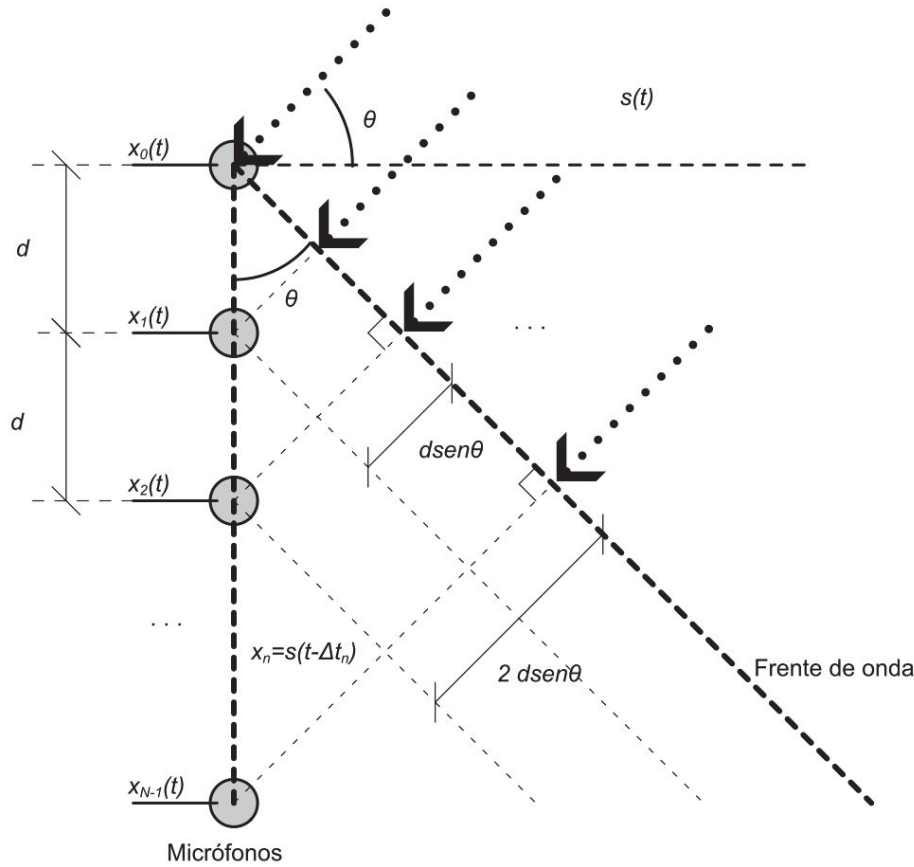 s(t)
θ
x0(t)
d
θ
x1(t)
. . .
d
dsenθ
x2(t)
. . .
xn=s(t-Δtn)
2 dsenθ
Frente de onda
xN-1(t)
Micrófonos